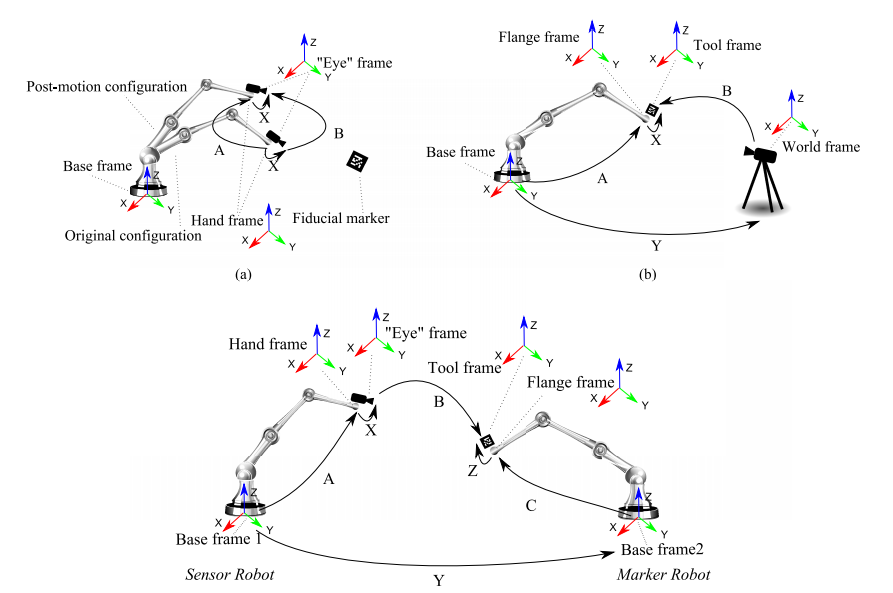 Z
X
Y
"Eye" frame
Post-motion configuration
X
A
B
X
Base frame
Z
X
Y
Hand frame
Fiducial marker
Original configuration
Z
X
Y
(a)
Flange frame
Z
X
Y
Tool frame
Z
X
Y
B
X
Z
X
Y
World frame
Base frame
Z
X
Y
A
Y
(b)
Hand frame
Z
X
Y
"Eye" frame
Z
X
Y
Tool frame
Z
X
Y
Flange frame
Z
X
Y
B
X
Z
A
C
Z
X
Y
Base frame 1
Z
X
Y
Base frame2
Sensor Robot
Y
Marker Robot